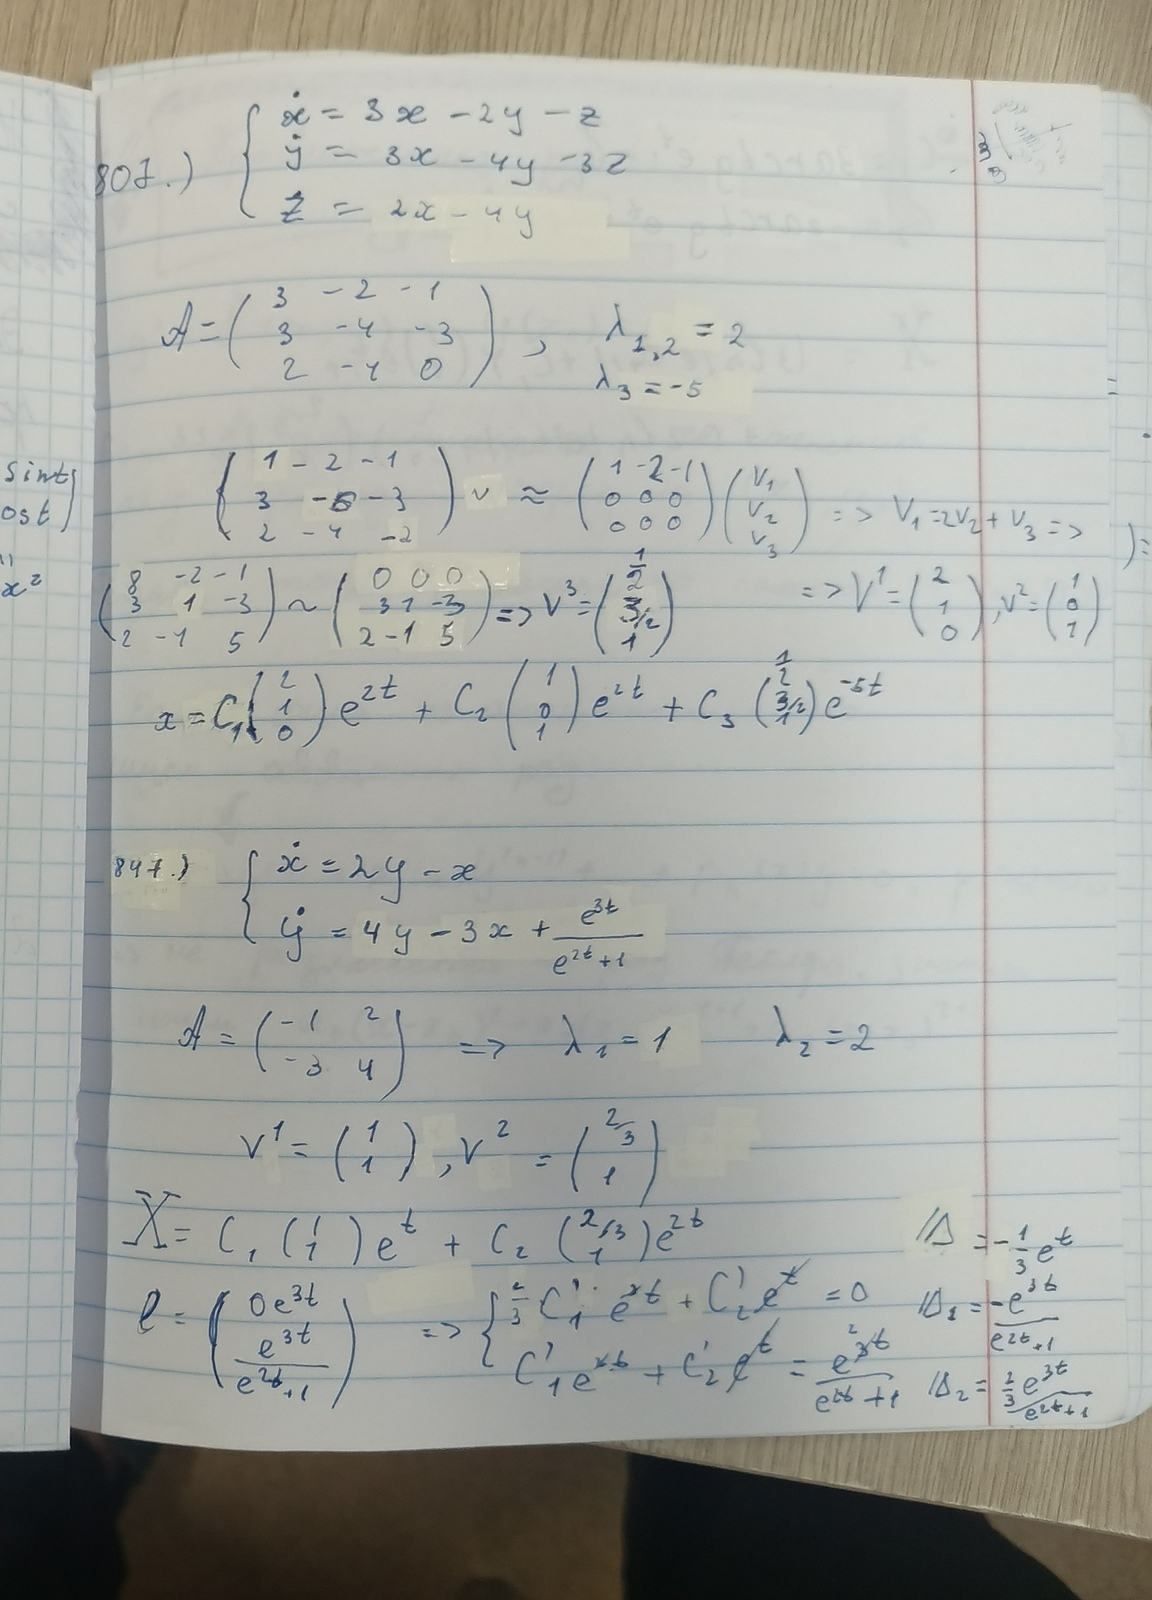 807.) { ẋ = 3x - 2y - z
ẏ = 3x - 4y - 3z
ż = 2x - 4y
A = ( 3 -2 -1
3 -4 -3
2 -4 0 ) , λ1,2 = 2
λ3 = -5
( 1 -2 -1
3 -6 -3
2 -4 -2 ) v ≈ ( 1 -2 -1
0 0 0
0 0 0 ) ( v1
v2
v3 ) => v1 = 2v2 + v3 =>
=> v¹ = ( 2
1
0 ) , v² = ( 1
0
1 )
( 8 -2 -1
3 1 -3
2 -4 5 ) ~ ( 0 0 0
3 1 -3
2 -4 5 ) => v³ = ( 1/2
3/2
1 )
x = C1 ( 2
1
0 ) e^2t + C2 ( 1
0
1 ) e^2t + C3 ( 1/2
3/2
1 ) e^-5t
847.) { ẋ = 2y - x
ẏ = 4y - 3x + e^3t / (e^2t + 1)
A = ( -1 2
-3 4 ) => λ1 = 1 λ2 = 2
v¹ = ( 1
1 ) , v² = ( 2/3
1 )
X = C1 ( 1
1 ) e^t + C2 ( 2/3
1 ) e^2t
l = ( 0e^3t
e^3t / e^2t+1 ) => { 2/3 C1' e^t + C2' = 0
C1' e^t + C2' = e^2t / e^2t + 1
Δ = -1/3 e^t
Δ1 = -e^3t / e^2t+1
Δ2 = 2/3 e^3t / e^2t+1
sint
ost )
x²